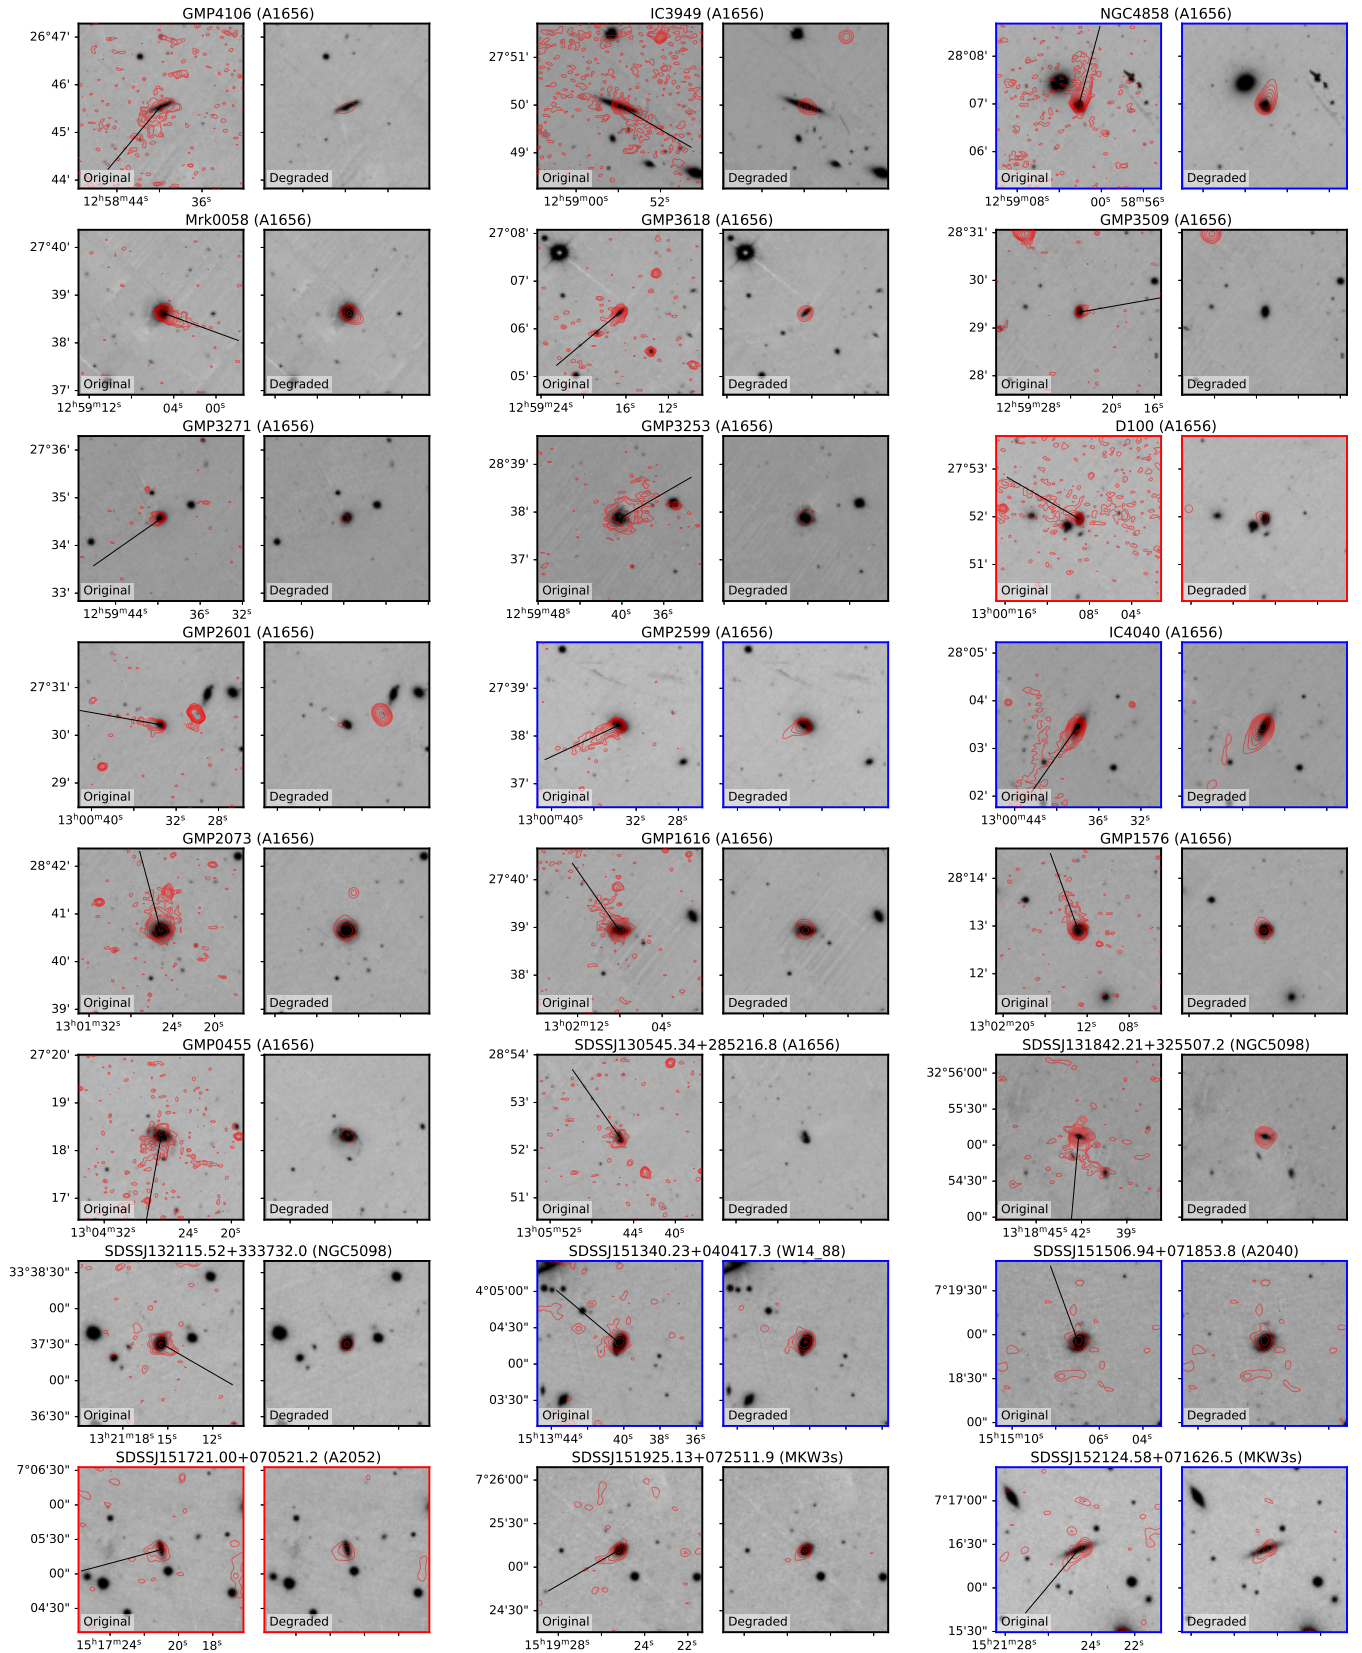 GMP4106 (A1656)
IC3949 (A1656)
NGC4858 (A1656)
26°47'
46'
45'
44'
Original
Degraded
12ʰ58ᵐ44ˢ 36ˢ
27°51'
50'
49'
Original
Degraded
12ʰ59ᵐ00ˢ 52ˢ
28°08'
07'
06'
Original
Degraded
12ʰ59ᵐ08ˢ 00ˢ 58ᵐ56ˢ
Mrk0058 (A1656)
GMP3618 (A1656)
GMP3509 (A1656)
27°40'
39'
38'
37'
Original
Degraded
12ʰ59ᵐ12ˢ 04ˢ 00ˢ
27°08'
07'
06'
05'
Original
Degraded
12ʰ59ᵐ24ˢ 16ˢ 12ˢ
28°31'
30'
29'
28'
Original
Degraded
12ʰ59ᵐ28ˢ 20ˢ 16ˢ
GMP3271 (A1656)
GMP3253 (A1656)
D100 (A1656)
27°36'
35'
34'
33'
Original
Degraded
12ʰ59ᵐ44ˢ 36ˢ 32ˢ
28°39'
38'
37'
Original
Degraded
12ʰ59ᵐ48ˢ 40ˢ 36ˢ
27°53'
52'
51'
Original
Degraded
13ʰ00ᵐ16ˢ 08ˢ 04ˢ
GMP2601 (A1656)
GMP2599 (A1656)
IC4040 (A1656)
27°31'
30'
29'
Original
Degraded
13ʰ00ᵐ40ˢ 32ˢ 28ˢ
27°39'
38'
37'
Original
Degraded
13ʰ00ᵐ40ˢ 32ˢ 28ˢ
28°05'
04'
03'
02'
Original
Degraded
13ʰ00ᵐ44ˢ 36ˢ 32ˢ
GMP2073 (A1656)
GMP1616 (A1656)
GMP1576 (A1656)
28°42'
41'
40'
39'
Original
Degraded
13ʰ01ᵐ32ˢ 24ˢ 20ˢ
27°40'
39'
38'
Original
Degraded
13ʰ02ᵐ12ˢ 04ˢ
28°14'
13'
12'
Original
Degraded
13ʰ02ᵐ20ˢ 12ˢ 08ˢ
GMP0455 (A1656)
SDSSJ130545.34+285216.8 (A1656)
SDSSJ131842.21+325507.2 (NGC5098)
27°20'
19'
18'
17'
Original
Degraded
13ʰ04ᵐ32ˢ 24ˢ 20ˢ
28°54'
53'
52'
51'
Original
Degraded
13ʰ05ᵐ52ˢ 44ˢ 40ˢ
32°56'00"
55'30"
00"
54'30"
00"
Original
Degraded
13ʰ18ᵐ45ˢ 42ˢ 39ˢ
SDSSJ132115.52+333732.0 (NGC5098)
SDSSJ151340.23+040417.3 (W14_88)
SDSSJ151506.94+071853.8 (A2040)
33°38'30"
00"
37'30"
00"
36'30"
Original
Degraded
13ʰ21ᵐ18ˢ 15ˢ 12ˢ
4°05'00"
04'30"
00"
03'30"
Original
Degraded
15ʰ13ᵐ44ˢ 40ˢ 38ˢ 36ˢ
7°19'30"
00"
18'30"
00"
Original
Degraded
15ʰ15ᵐ10ˢ 06ˢ 04ˢ
SDSSJ151721.00+070521.2 (A2052)
SDSSJ151925.13+072511.9 (MKW3s)
SDSSJ152124.58+071626.5 (MKW3s)
7°06'30"
00"
05'30"
00"
04'30"
Original
Degraded
15ʰ17ᵐ24ˢ 20ˢ 18ˢ
7°26'00"
25'30"
00"
24'30"
Original
Degraded
15ʰ19ᵐ28ˢ 24ˢ 22ˢ
7°17'00"
16'30"
00"
15'30"
Original
Degraded
15ʰ21ᵐ28ˢ 24ˢ 22ˢ